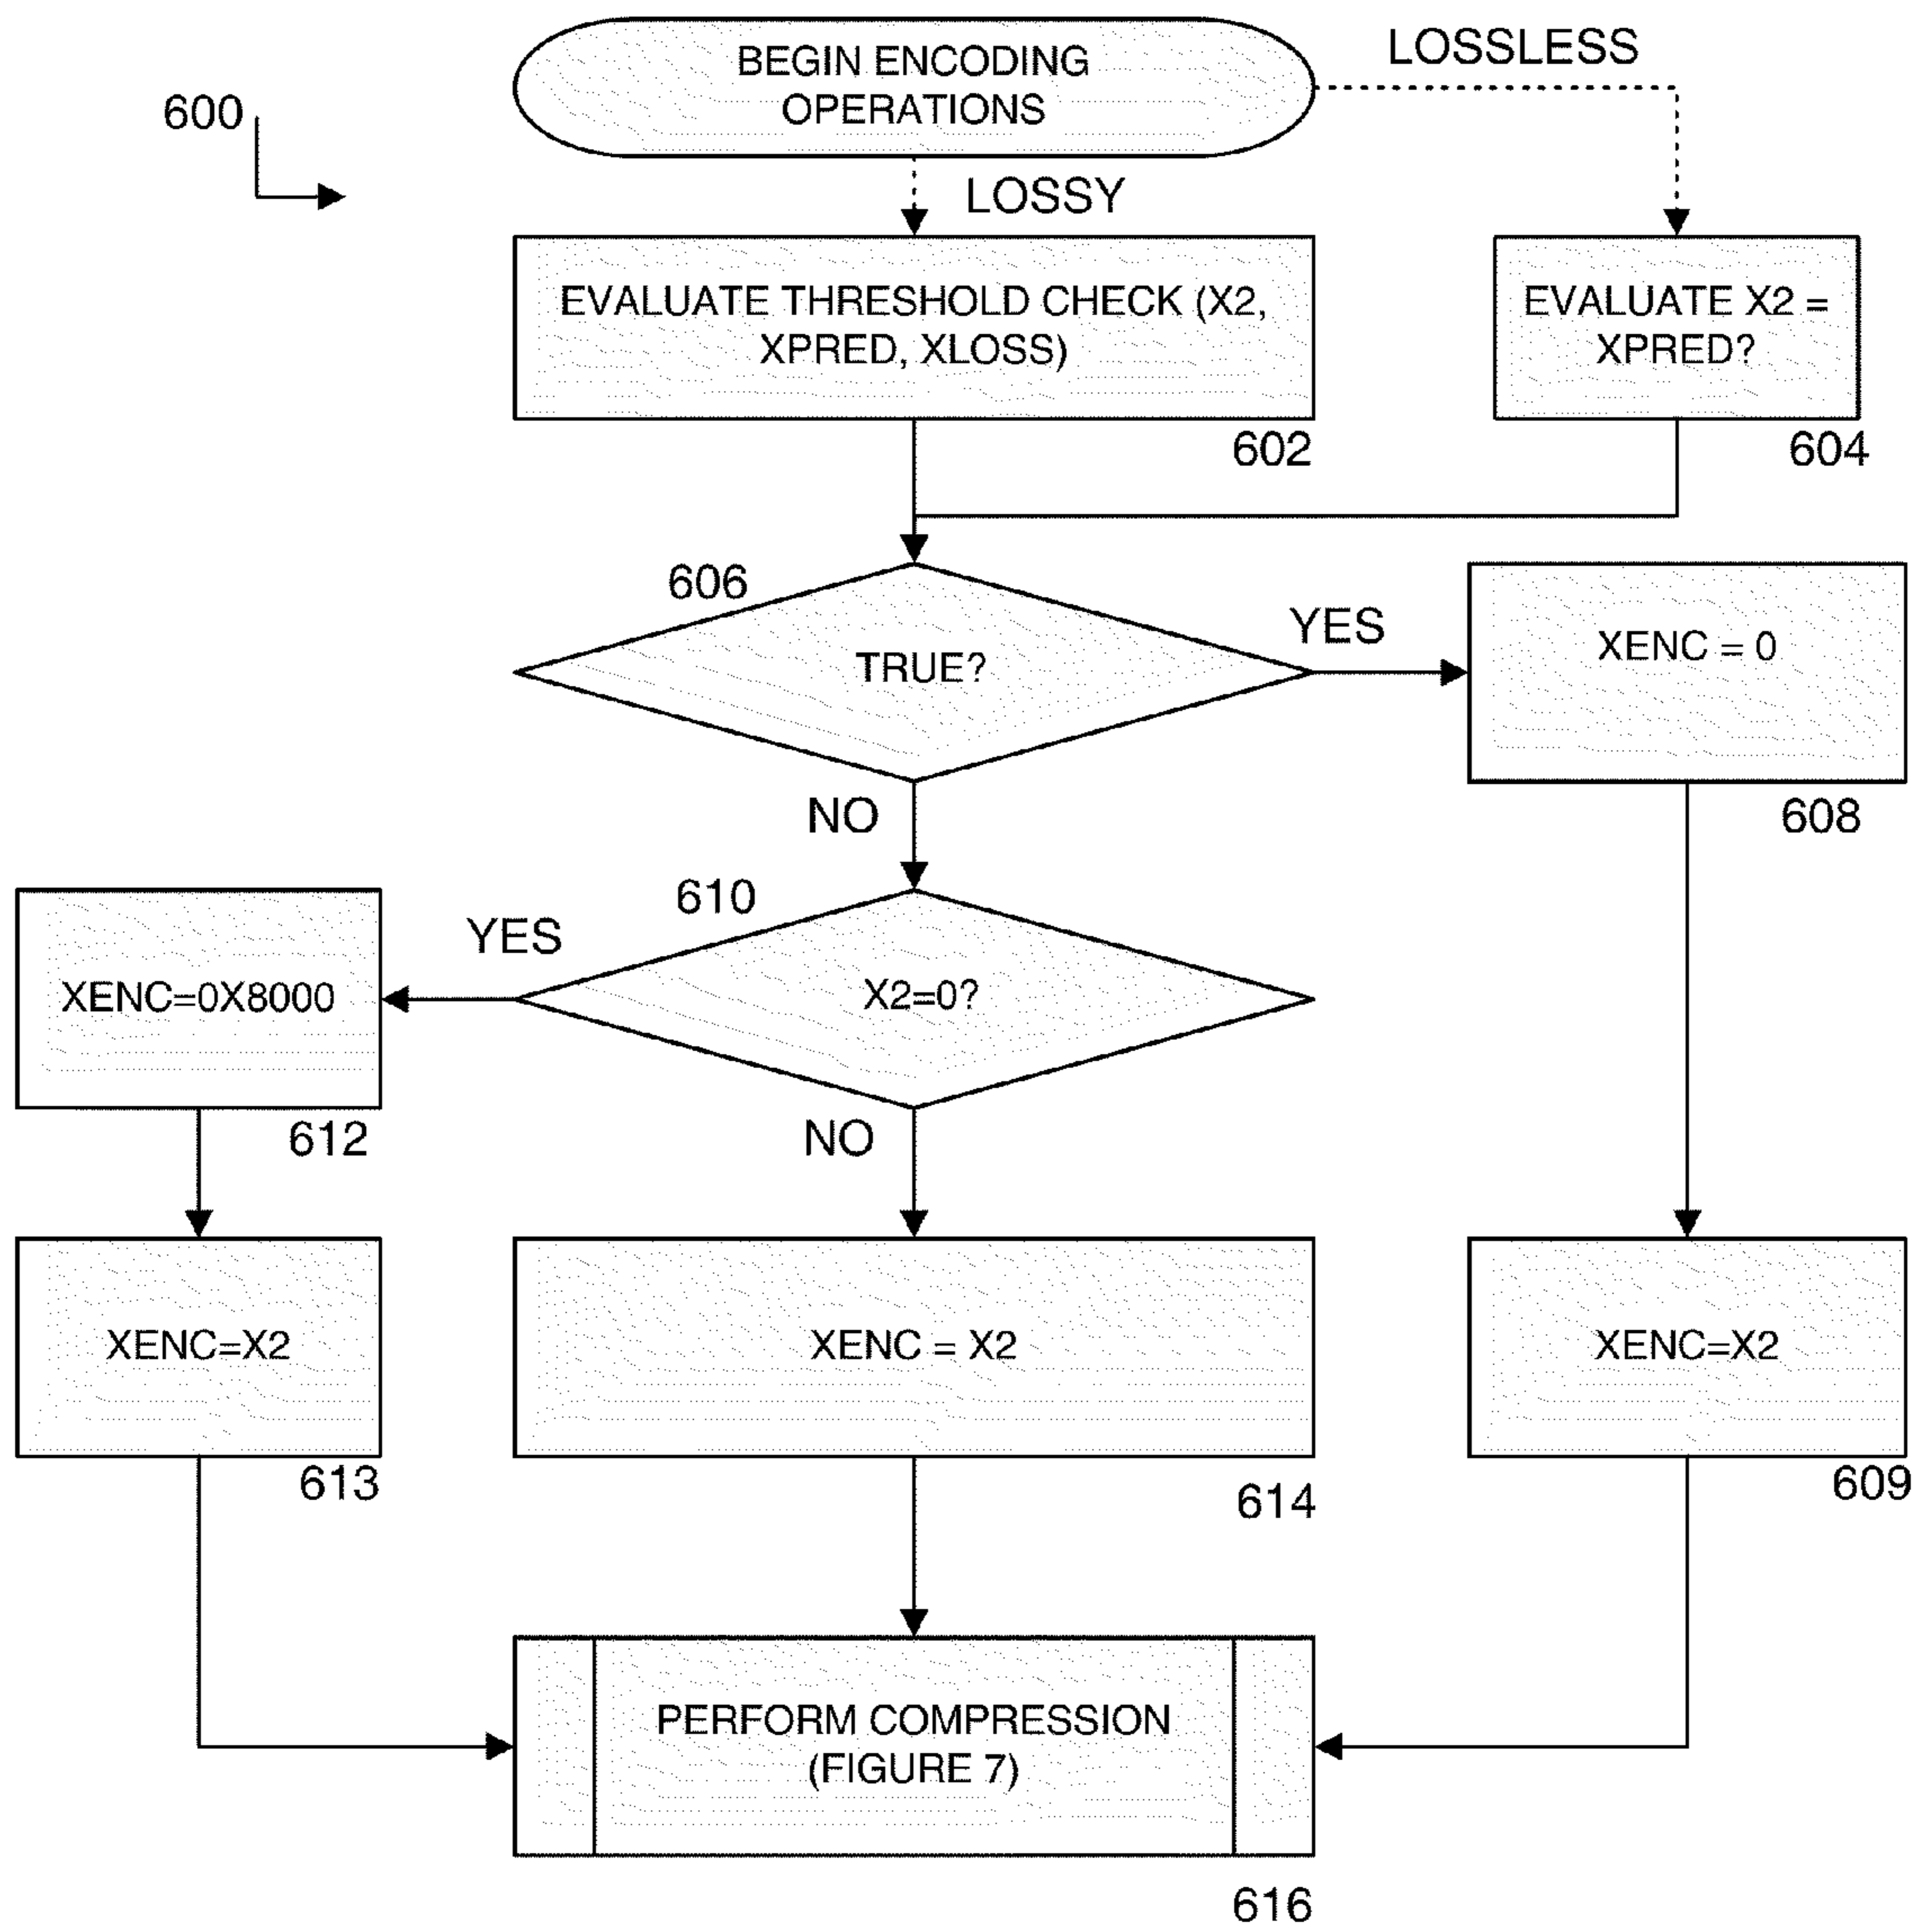 BEGIN ENCODING
OPERATIONS
LOSSLESS
600
LOSSY
EVALUATE THRESHOLD CHECK (X2,
XPRED, XLOSS)
602
EVALUATE X2 =
XPRED?
604
606
TRUE?
YES
XENC = 0
608
NO
610
X2=0?
YES
XENC=0X8000
612
NO
XENC=X2
613
XENC = X2
614
XENC=X2
609
PERFORM COMPRESSION
(FIGURE 7)
616